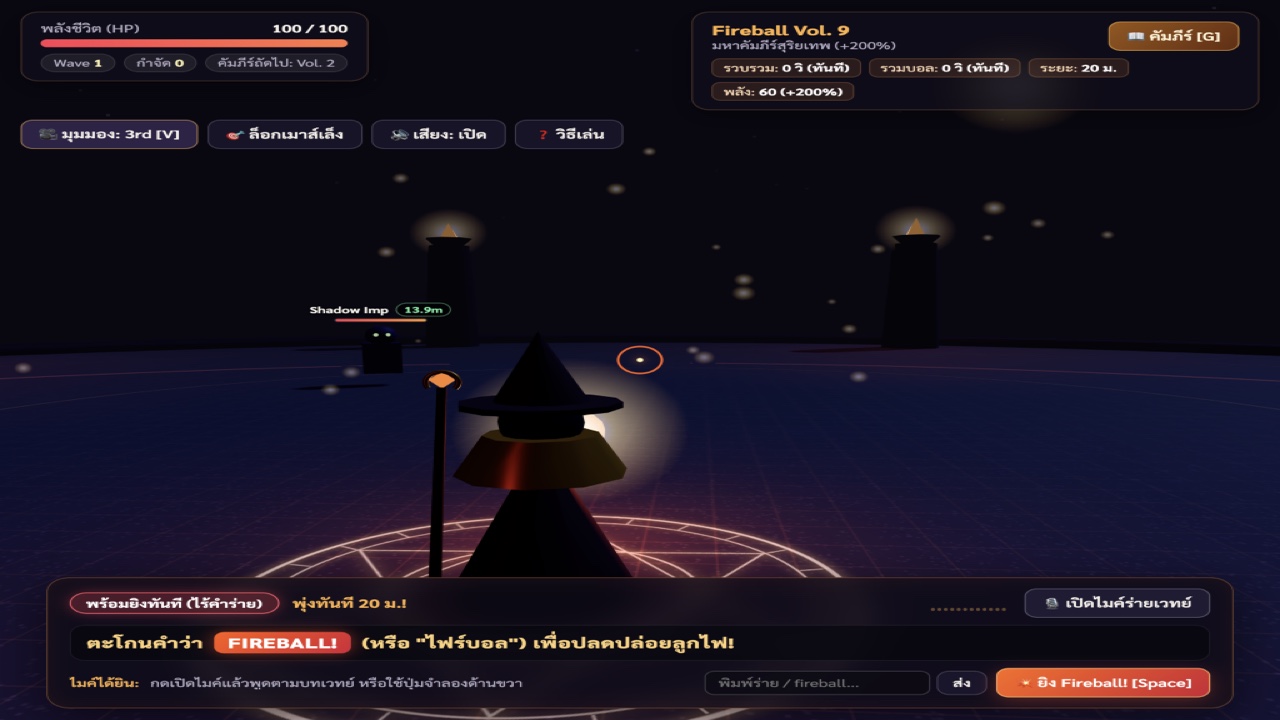 พลังชีวิต (HP) 100 / 100
Wave 1 กำจัด 0 คัมภีร์ถัดไป: Vol. 2
Fireball Vol. 9
มหาคัมภีร์สุริยเทพ (+200%)
คัมภีร์ [G]
รวบรวม: 0 วิ (ทันที) รวมบอล: 0 วิ (ทันที) ระยะ: 20 ม.
พลัง: 60 (+200%)
มุมมอง: 3rd [V] ล็อกเมาส์เล็ง เสียง: เปิด ? วิธีเล่น
Shadow Imp 13.9m
พร้อมยิงทันที (ไร้คำร่าย) พุ่งทันที 20 ม.! เปิดไมค์ร่ายเวทย์
ตะโกนคำว่า FIREBALL! (หรือ "ไฟร์บอล") เพื่อปลดปล่อยลูกไฟ!
ไมค์ได้ยิน: กดเปิดไมค์แล้วพูดตามบทเวทย์ หรือใช้ปุ่มจำลองด้านขวา พิมพ์ร่าย / fireball... ส่ง ยิง Fireball! [Space]